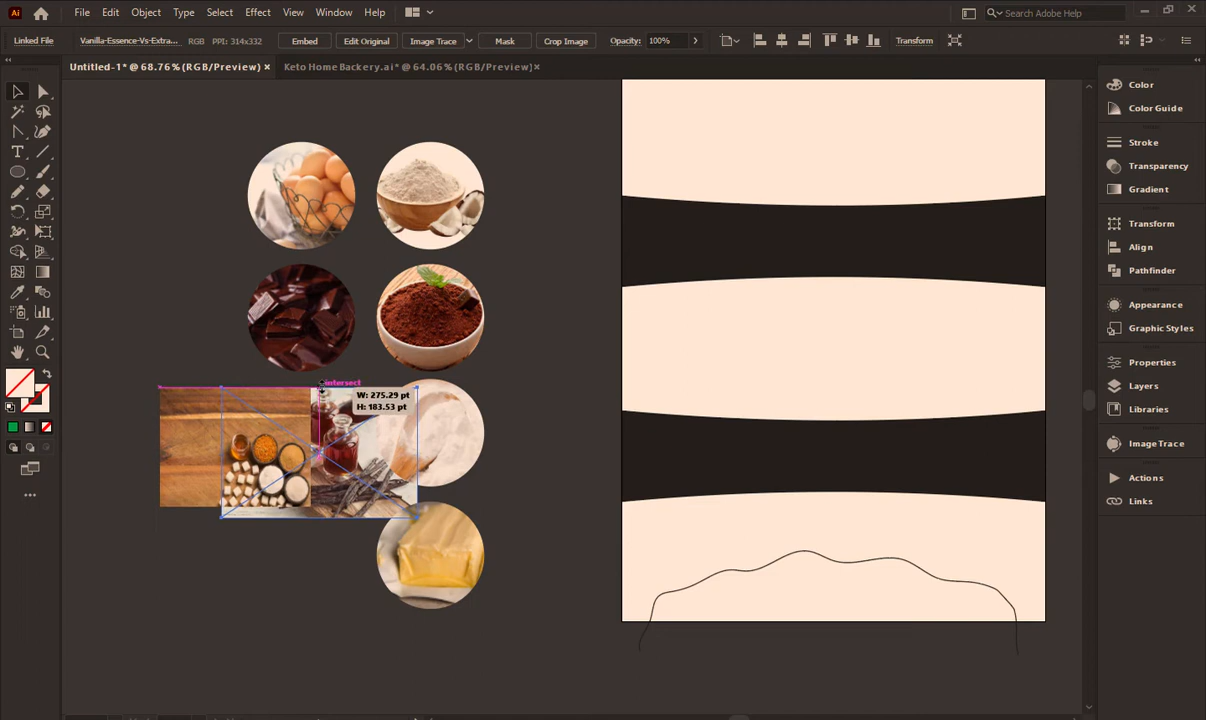 Ai File Edit Object Type Select Effect View Window Help Search Adobe Help
Linked File Vanilla-Essence-Vs-Extra... RGB PPI: 314x332 Embed Edit Original Image Trace Mask Crop Image Opacity: 100% Transform
Untitled-1* @ 68.76% (RGB/Preview) × Keto Home Backery.ai* @ 64.06% (RGB/Preview) ×
Color
Color Guide
Stroke
Transparency
Gradient
Transform
Align
Pathfinder
Appearance
Graphic Styles
Properties
Layers
Libraries
Image Trace
Actions
Links
intersect
W: 275.29 pt
H: 183.53 pt